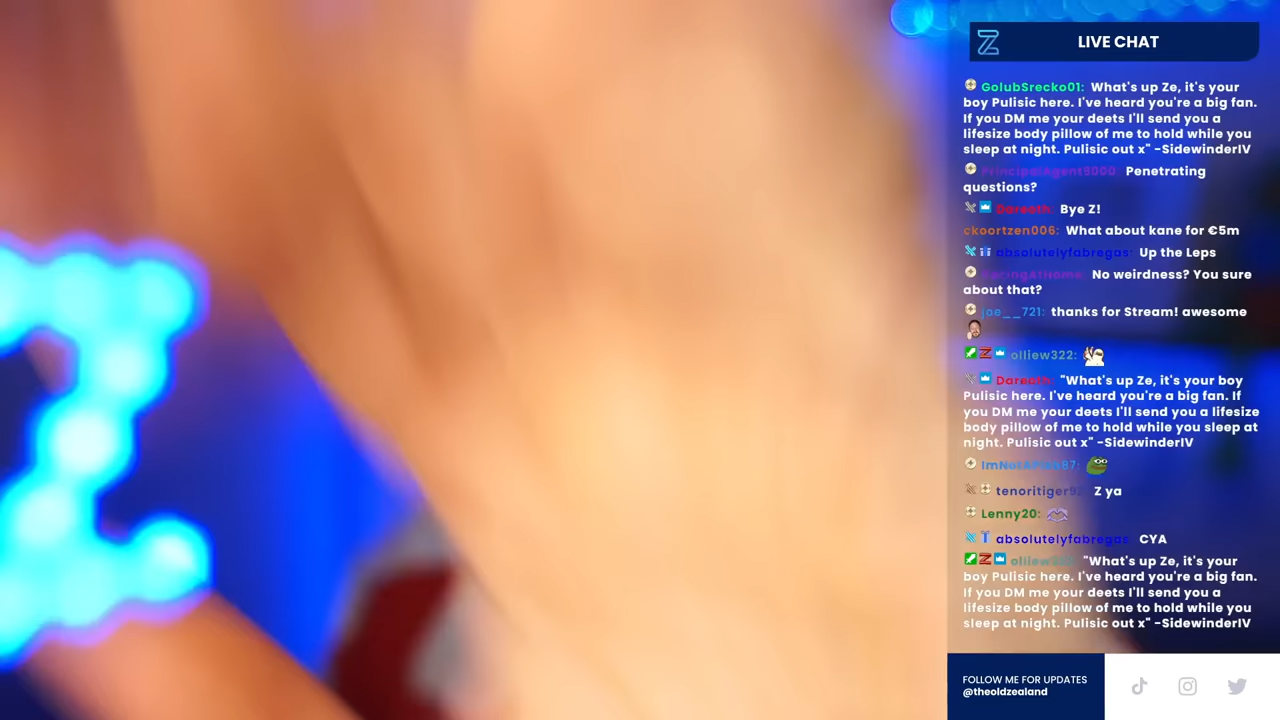 LIVE CHAT
GolubSrecko01: What's up Ze, it's your
boy Pulisic here. I've heard you're a big fan.
If you DM me your deets I'll send you a
lifesize body pillow of me to hold while you
sleep at night. Pulisic out x" -SidewinderIV
PrincipalAgent9000: Penetrating
questions?
Dareoth: Bye Z!
ckoortzen006: What about kane for €5m
absolutelyfabregas: Up the Leps
No weirdness? You sure
about that?
joe__721: thanks for Stream! awesome
olliew322:
Dareoth: "What's up Ze, it's your boy
Pulisic here. I've heard you're a big fan. If
you DM me your deets I'll send you a lifesize
body pillow of me to hold while you sleep at
night. Pulisic out x" -SidewinderIV
Z ya
Lenny20:
absolutelyfabregas: CYA
olliew322: "What's up Ze, it's your
boy Pulisic here. I've heard you're a big fan.
If you DM me your deets I'll send you a
lifesize body pillow of me to hold while you
sleep at night. Pulisic out x" -SidewinderIV
FOLLOW ME FOR UPDATES
@theoldzealand